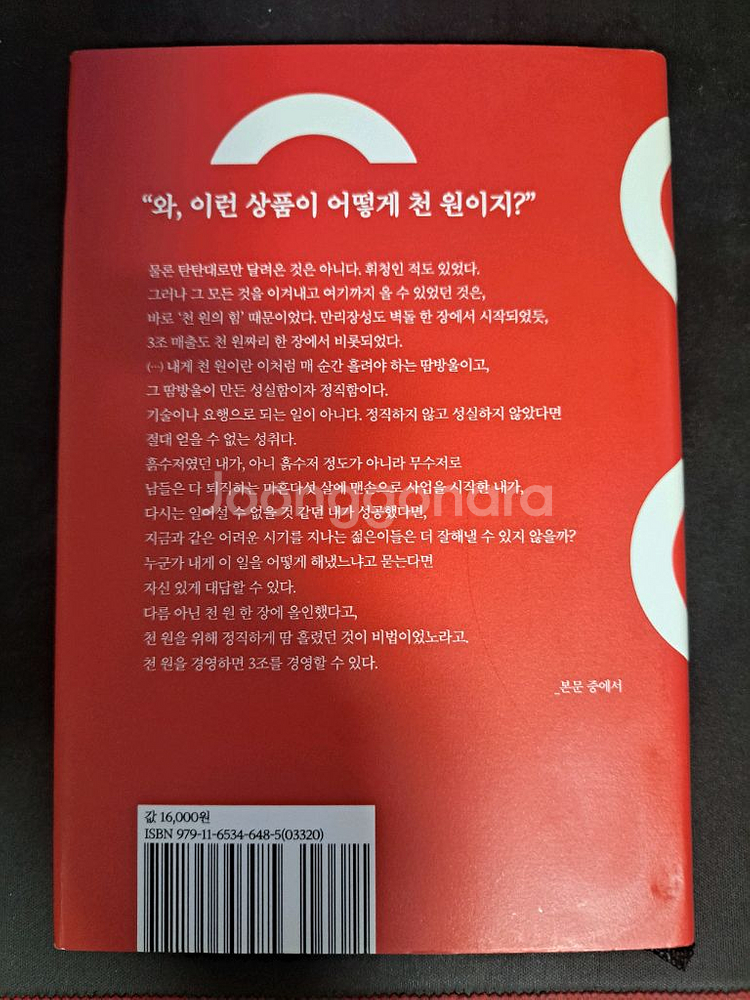 “와, 이런 상품이 어떻게 천 원이지?”
물론 탄탄대로만 달려온 것은 아니다. 휘청인 적도 있었다.
그러나 그 모든 것을 이겨내고 여기까지 올 수 있었던 것은,
바로 ‘천 원의 힘’ 때문이었다. 만리장성도 벽돌 한 장에서 시작되었듯,
3조 매출도 천 원짜리 한 장에서 비롯되었다.
(…) 내게 천 원이란 이처럼 매 순간 흘려야 하는 땀방울이고,
그 땀방울이 만든 성실함이자 정직함이다.
기술이나 요행으로 되는 일이 아니다. 정직하지 않고 성실하지 않았다면
절대 얻을 수 없는 성취다.
흙수저였던 내가, 아니 흙수저 정도가 아니라 무수저로
남들은 다 퇴직하는 마흔다섯 살에 맨손으로 사업을 시작한 내가,
Joonggonara
다시는 일어설 수 없을 것 같던 내가 성공했다면,
지금과 같은 어려운 시기를 지나는 젊은이들은 더 잘해낼 수 있지 않을까?
누군가 내게 이 일을 어떻게 해냈느냐고 묻는다면
자신 있게 대답할 수 있다.
다름 아닌 천 원 한 장에 올인했다고,
천 원을 위해 정직하게 땀 흘렸던 것이 비법이었노라고.
천 원을 경영하면 3조를 경영할 수 있다.
_본문 중에서
값 16,000원
ISBN 979-11-6534-648-5(03320)